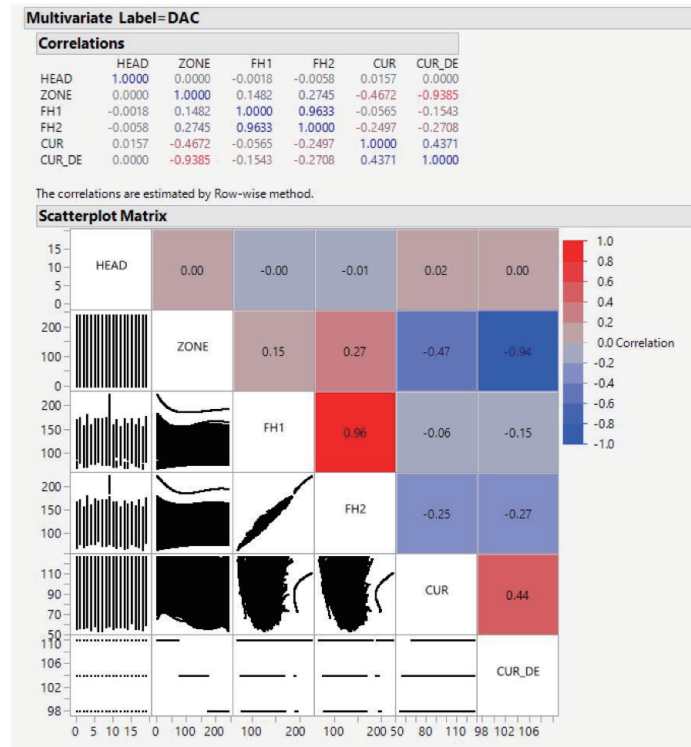 Multivariate Label=DAC
Correlations
HEAD ZONE FH1 FH2 CUR CUR_DE
HEAD 1.0000 0.0000 -0.0018 -0.0058 0.0157 0.0000
ZONE 0.0000 1.0000 0.1482 0.2745 -0.4672 -0.9385
FH1 -0.0018 0.1482 1.0000 0.9633 -0.0565 -0.1543
FH2 -0.0058 0.2745 0.9633 1.0000 -0.2497 -0.2708
CUR 0.0157 -0.4672 -0.0565 -0.2497 1.0000 0.4371
CUR_DE 0.0000 -0.9385 -0.1543 -0.2708 0.4371 1.0000
The correlations are estimated by Row-wise method.
Scatterplot Matrix
15
10
5
0
HEAD 0.00 -0.00 -0.01 0.02 0.00
200
100
0
ZONE 0.15 0.27 -0.47 -0.94
200
150
100
FH1 0.96 -0.06 -0.15
200
150
100
FH2 -0.25 -0.27
110
90
70
50
CUR 0.44
110
106
102
98
CUR_DE
0 5 10 15 0 100 200 100 200 100 200 50 80 110 98 102 106
1.0
0.8
0.6
0.4
0.2
0.0 Correlation
-0.2
-0.4
-0.6
-0.8
-1.0